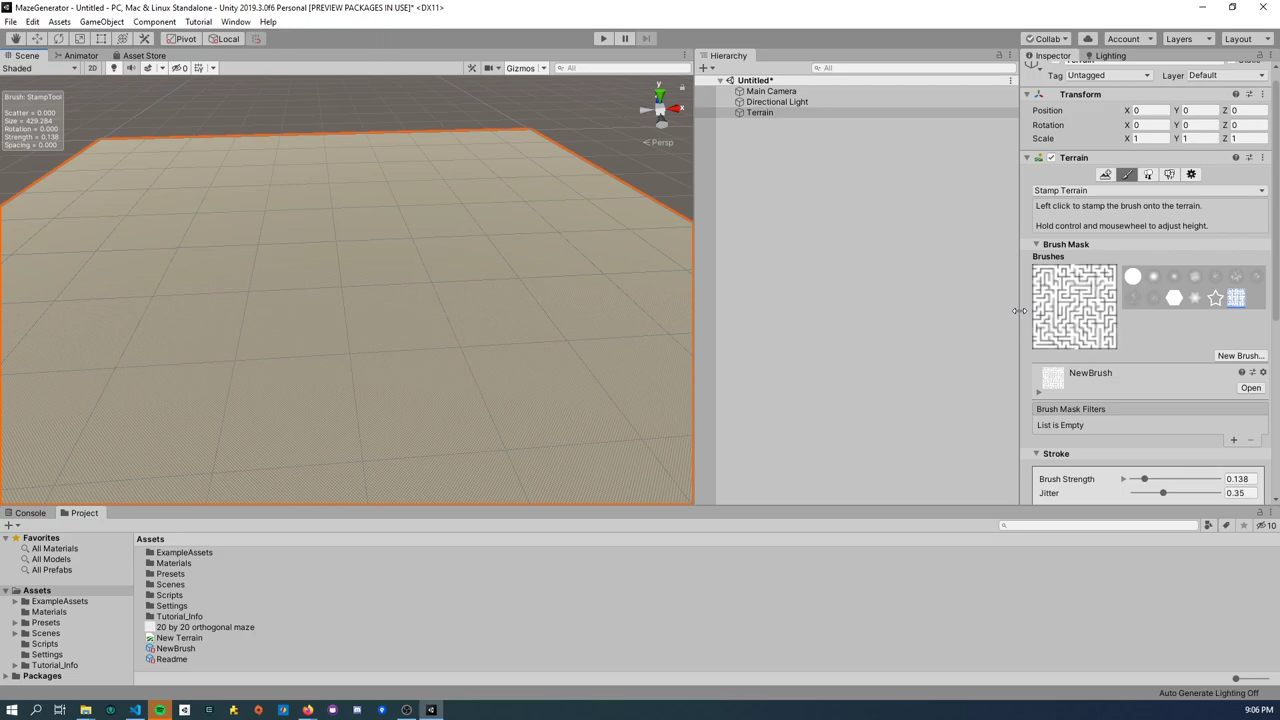 MazeGenerator - Untitled - PC, Mac & Linux Standalone - Unity 2019.3.0f6 Personal [PREVIEW PACKAGES IN USE]* <DX11>
File Edit Assets GameObject Component Tutorial Window Help
Pivot Local Collab Account Layers Layout
Scene Animator Asset Store Hierarchy Inspector Lighting
Shaded 2D 0 Gizmos All All
Untitled*
Main Camera
Directional Light
Terrain
Brush: StampTool
Scatter = 0.000
Size = 429.284
Rotation = 0.000
Strength = 0.138
Spacing = 0.000
y
x
Persp
Tag Untagged Layer Default
Transform
Position X 0 Y 0 Z 0
Rotation X 0 Y 0 Z 0
Scale X 1 Y 1 Z 1
Terrain
Stamp Terrain
Left click to stamp the brush onto the terrain.
Hold control and mousewheel to adjust height.
Brush Mask
Brushes
New Brush...
NewBrush
Open
Brush Mask Filters
List is Empty
Stroke
Brush Strength 0.138
Jitter 0.35
Console Project
10
Favorites
All Materials
All Models
All Prefabs
Assets
ExampleAssets
Materials
Presets
Scenes
Scripts
Settings
Tutorial_Info
Packages
Assets
ExampleAssets
Materials
Presets
Scenes
Scripts
Settings
Tutorial_Info
20 by 20 orthogonal maze
New Terrain
NewBrush
Readme
Auto Generate Lighting Off
9:06 PM